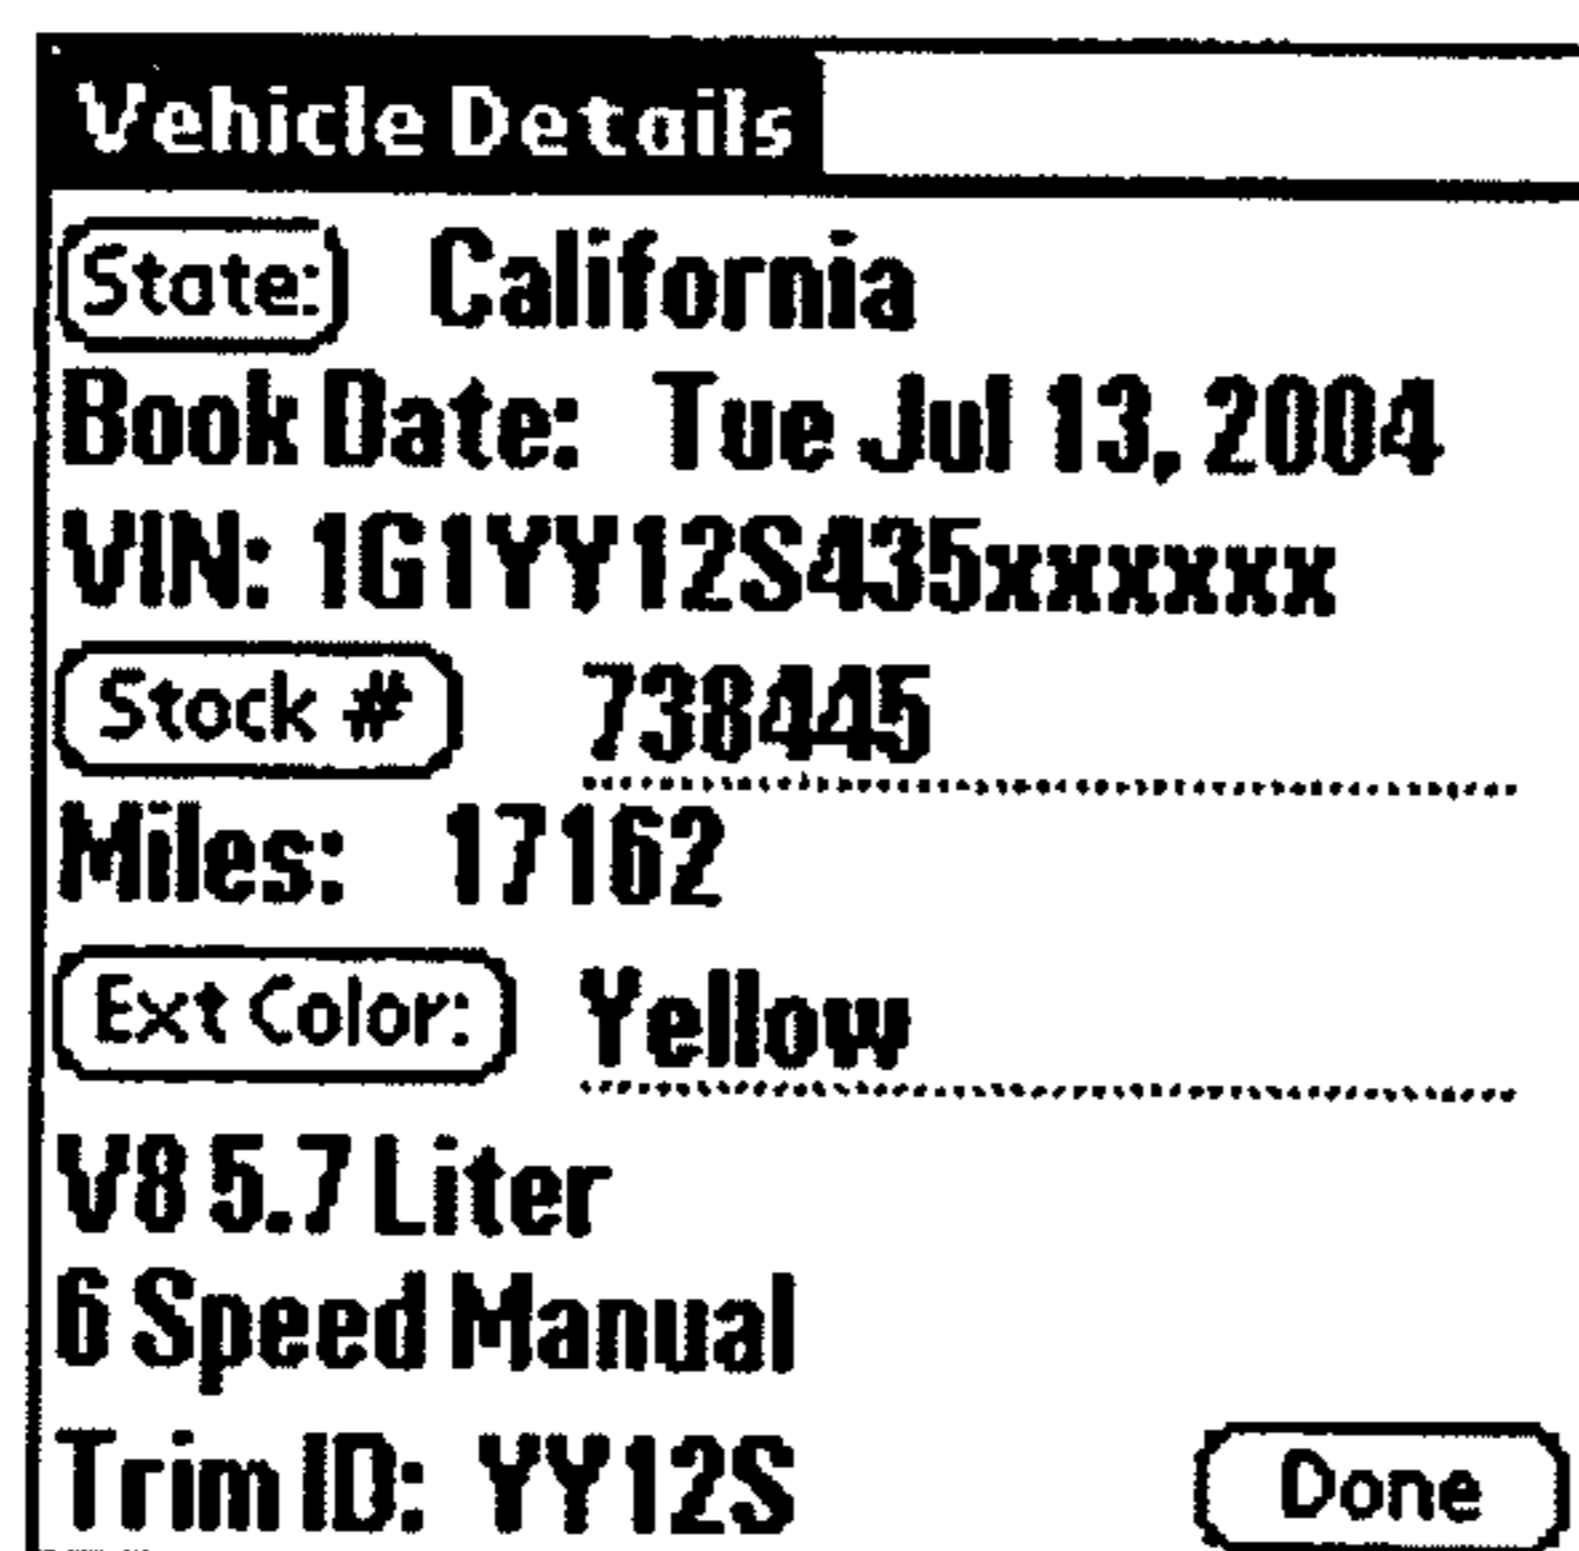 Vehicle Details
State: California
Book Date: Tue Jul 13, 2004
VIN: 1G1YY12S435xxxxxx
Stock # 738445
Miles: 17162
Ext Color: Yellow
V8 5.7 Liter
6 Speed Manual
Trim ID: YY12S Done